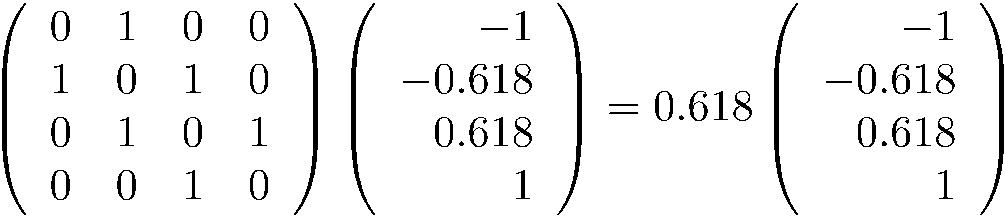 0 1 0 0 −1 −1
1 0 1 0 −0.618 −0.618
= 0.618
0 1 0 1 0.618 0.618
0 0 1 0 1 1